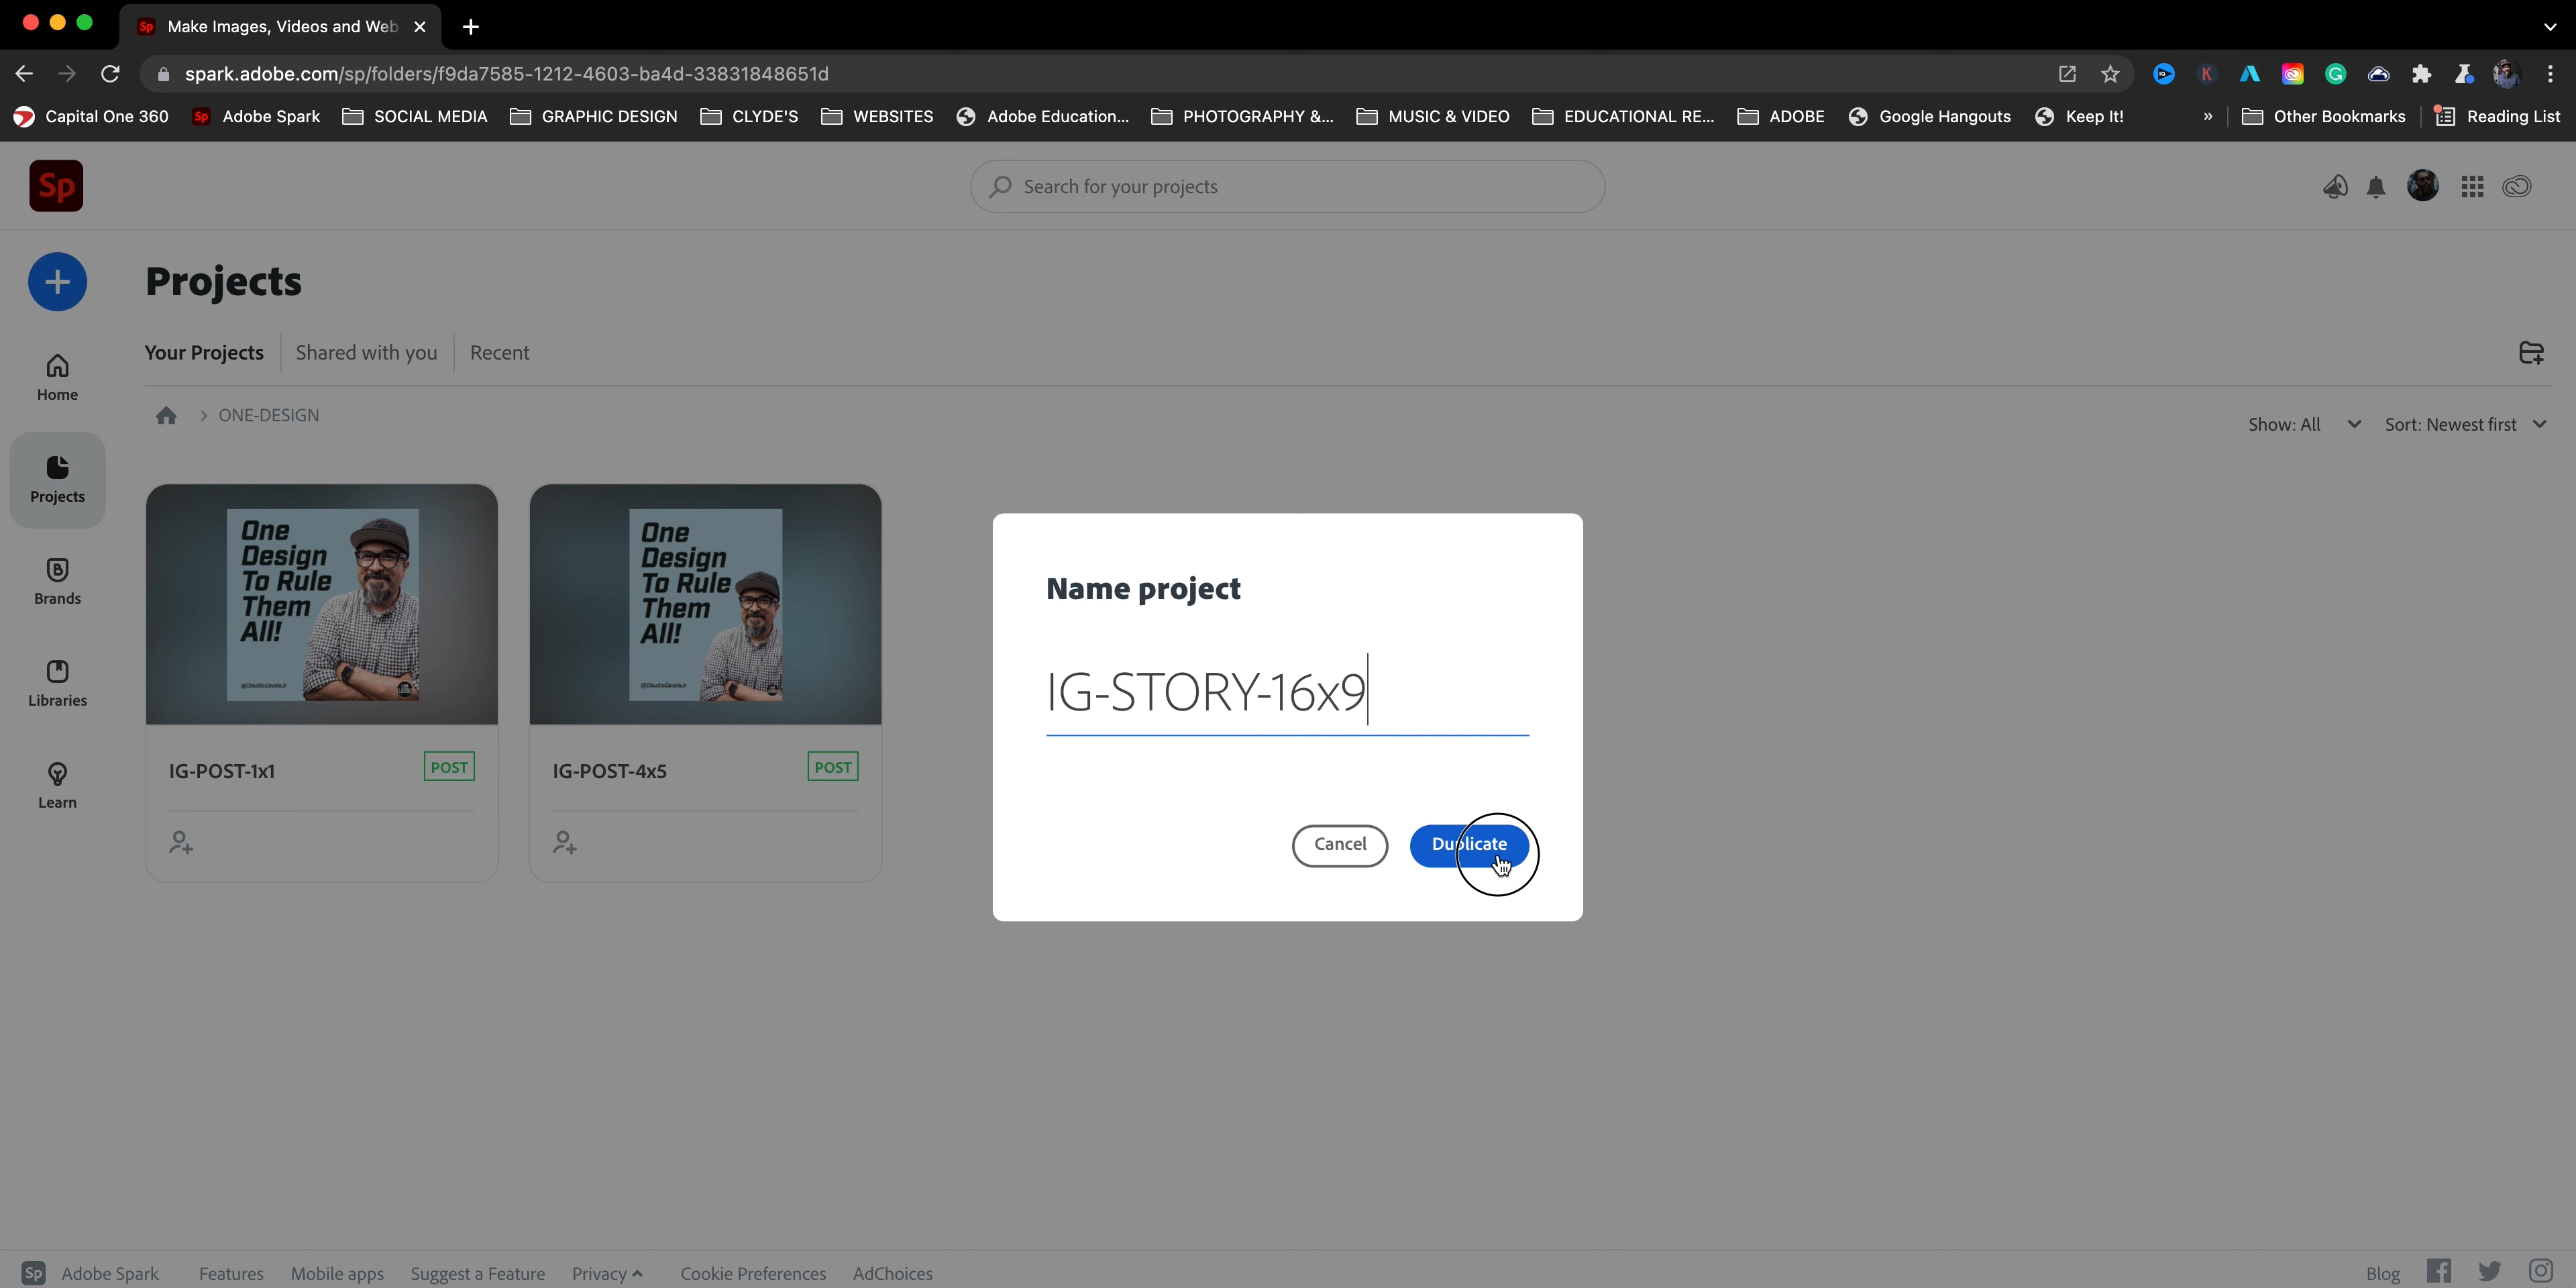 Sp Make Images, Videos and Web
spark.adobe.com/sp/folders/f9da7585-1212-4603-ba4d-33831848651d
Capital One 360 Sp Adobe Spark SOCIAL MEDIA GRAPHIC DESIGN CLYDE'S WEBSITES Adobe Education... PHOTOGRAPHY &... MUSIC & VIDEO EDUCATIONAL RE... ADOBE Google Hangouts Keep It! » Other Bookmarks Reading List
Sp Search for your projects
Projects
Your Projects Shared with you Recent
Home
> ONE-DESIGN
Show: All Sort: Newest first
Projects
Brands
Libraries
Learn
One
Design
To Rule
Them
All!
@ClaudioZavalaJr
IG-POST-1x1 POST
One
Design
To Rule
Them
All!
@ClaudioZavalaJr
IG-POST-4x5 POST
Name project
IG-STORY-16x9
Cancel Duplicate
Sp Adobe Spark Features Mobile apps Suggest a Feature Privacy Cookie Preferences AdChoices Blog